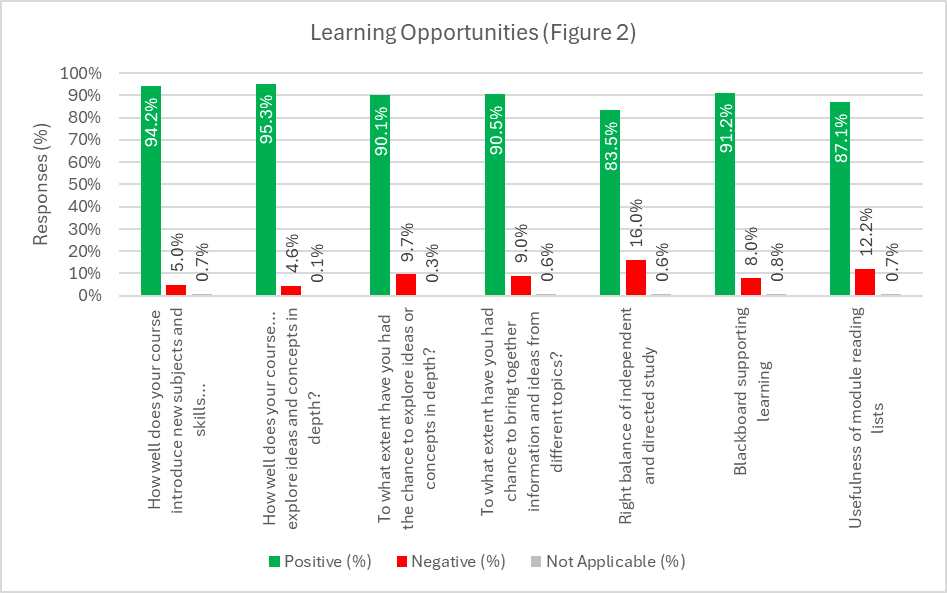 Learning Opportunities (Figure 2)
Responses (%)
100%
90%
80%
70%
60%
50%
40%
30%
20%
10%
0%
94.2%
5.0%
0.7%
95.3%
4.6%
0.1%
90.1%
9.7%
0.3%
90.5%
9.0%
0.6%
83.5%
16.0%
0.6%
91.2%
8.0%
0.8%
87.1%
12.2%
0.7%
How well does your course
introduce new subjects and
skills...
How well does your course...
explore ideas and concepts in
depth?
To what extent have you had
the chance to explore ideas or
concepts in depth?
To what extent have you had
chance to bring together
information and ideas from
different topics?
Right balance of independent
and directed study
Blackboard supporting
learning
Usefulness of module reading
lists
Positive (%)
Negative (%)
Not Applicable (%)